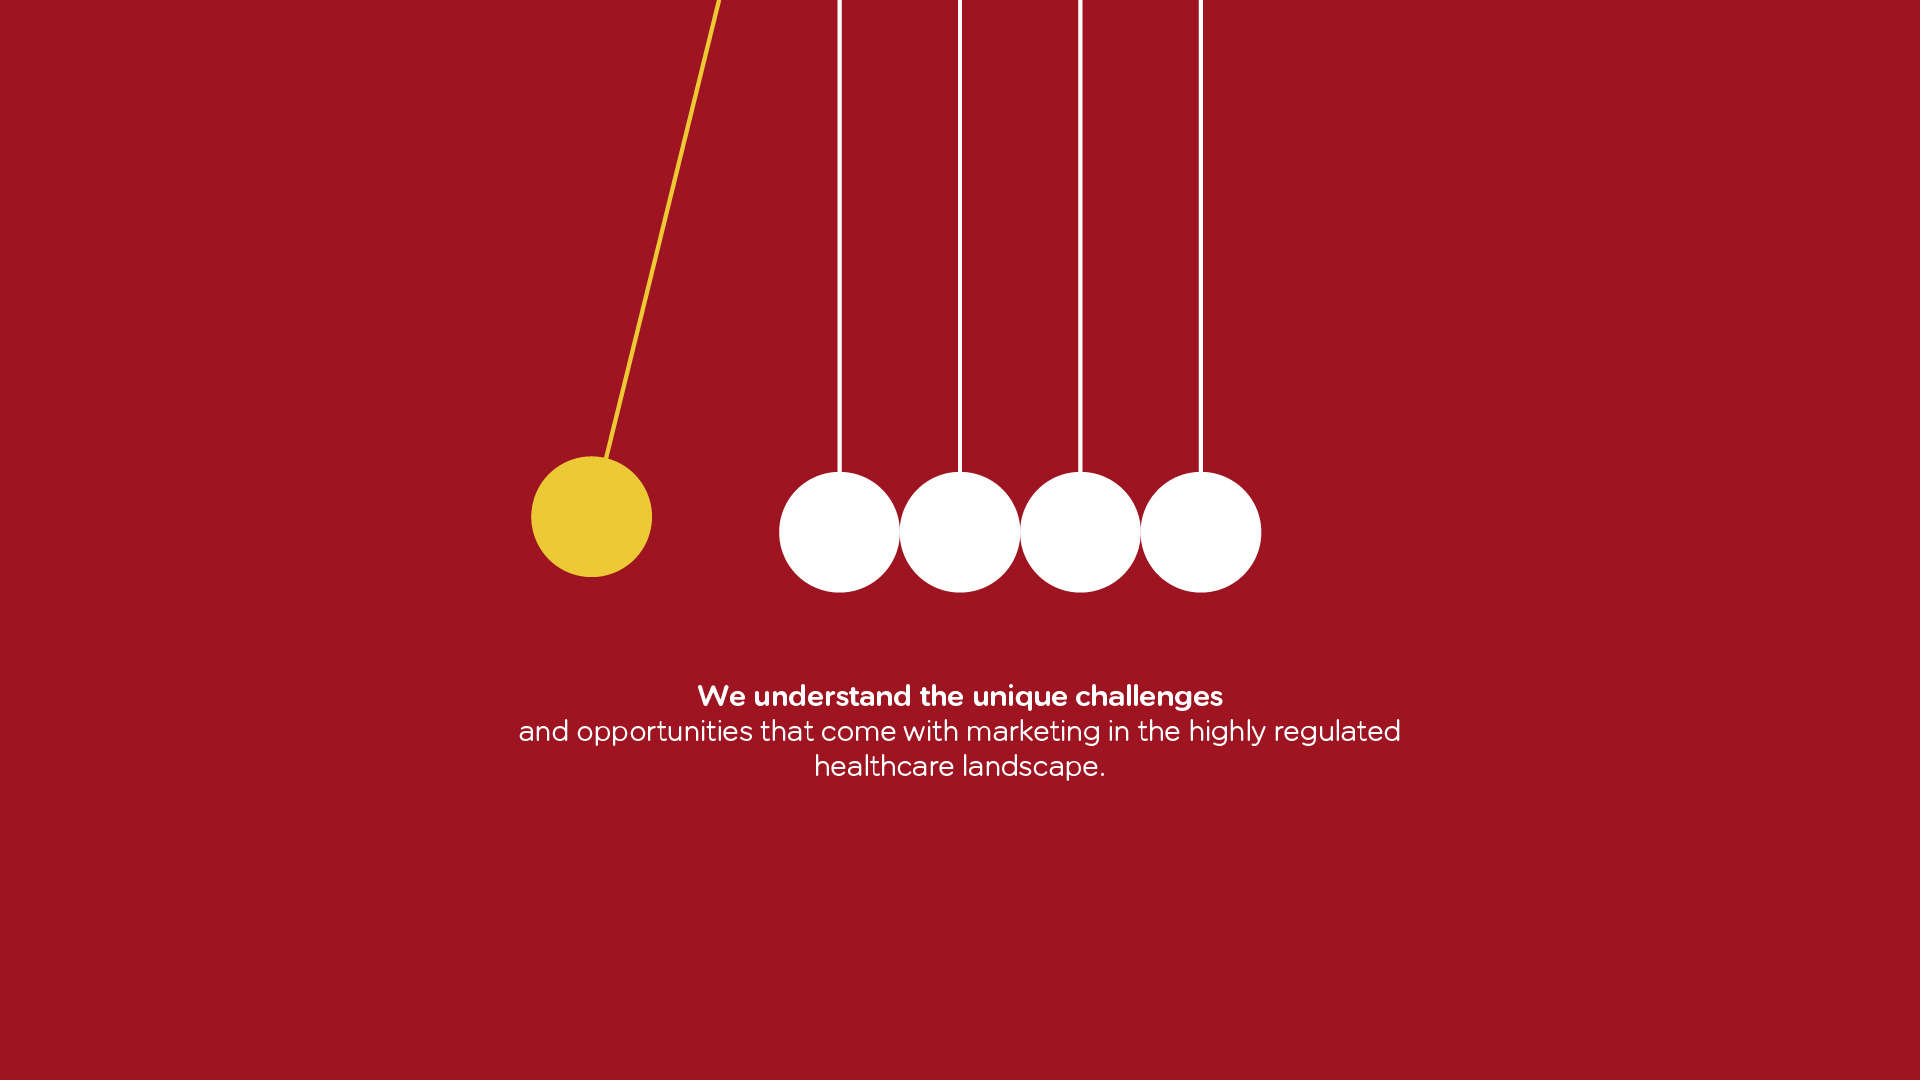 We understand the unique challenges
and opportunities that come with marketing in the highly regulated
healthcare landscape.